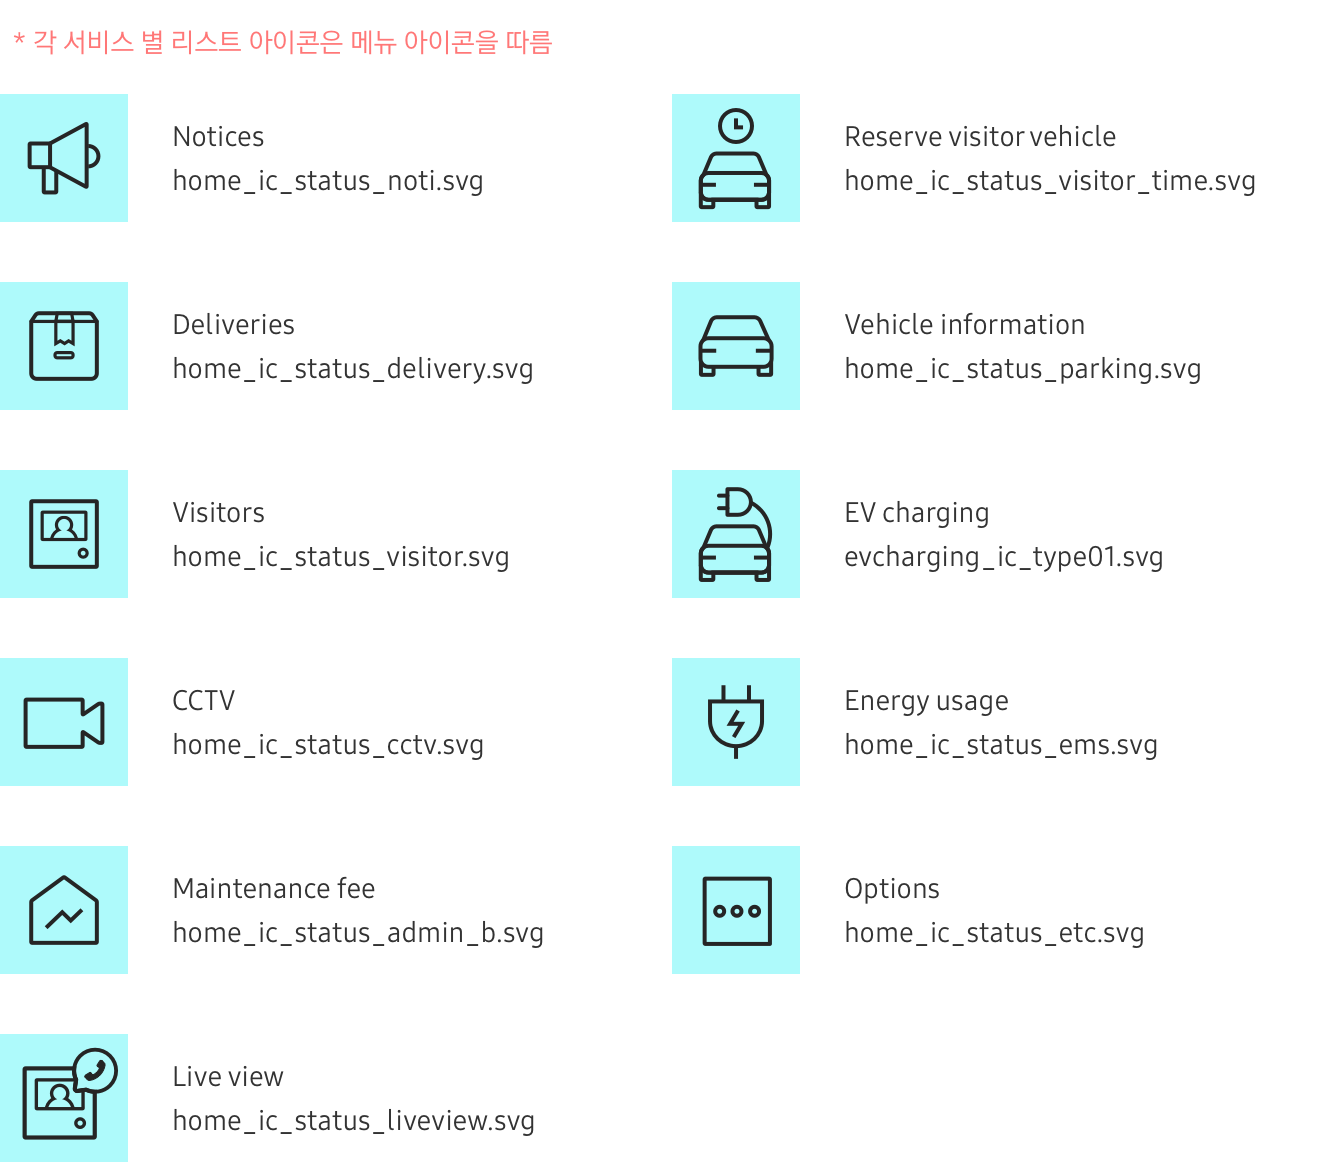 * 각 서비스 별 리스트 아이콘은 메뉴 아이콘을 따름
Notices
home_ic_status_noti.svg
Deliveries
home_ic_status_delivery.svg
Visitors
home_ic_status_visitor.svg
CCTV
home_ic_status_cctv.svg
Maintenance fee
home_ic_status_admin_b.svg
Live view
home_ic_status_liveview.svg
Reserve visitor vehicle
home_ic_status_visitor_time.svg
Vehicle information
home_ic_status_parking.svg
EV charging
evcharging_ic_type01.svg
Energy usage
home_ic_status_ems.svg
Options
home_ic_status_etc.svg